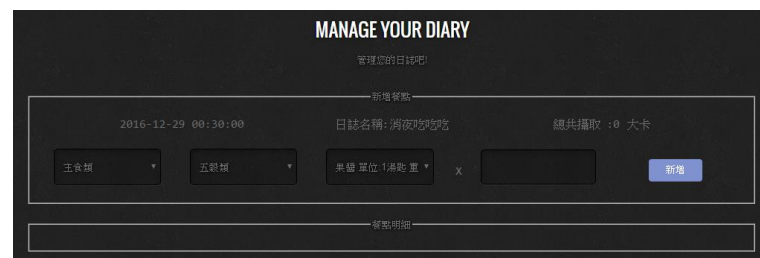 MANAGE YOUR DIARY
管理您的日誌吧!
新增餐點
2016-12-29 00:30:00 日誌名稱:消夜吃吃吃 總共攝取 :0 大卡
主食類 五穀類 果醬 單位:1湯匙 重 x 新增
餐點明細